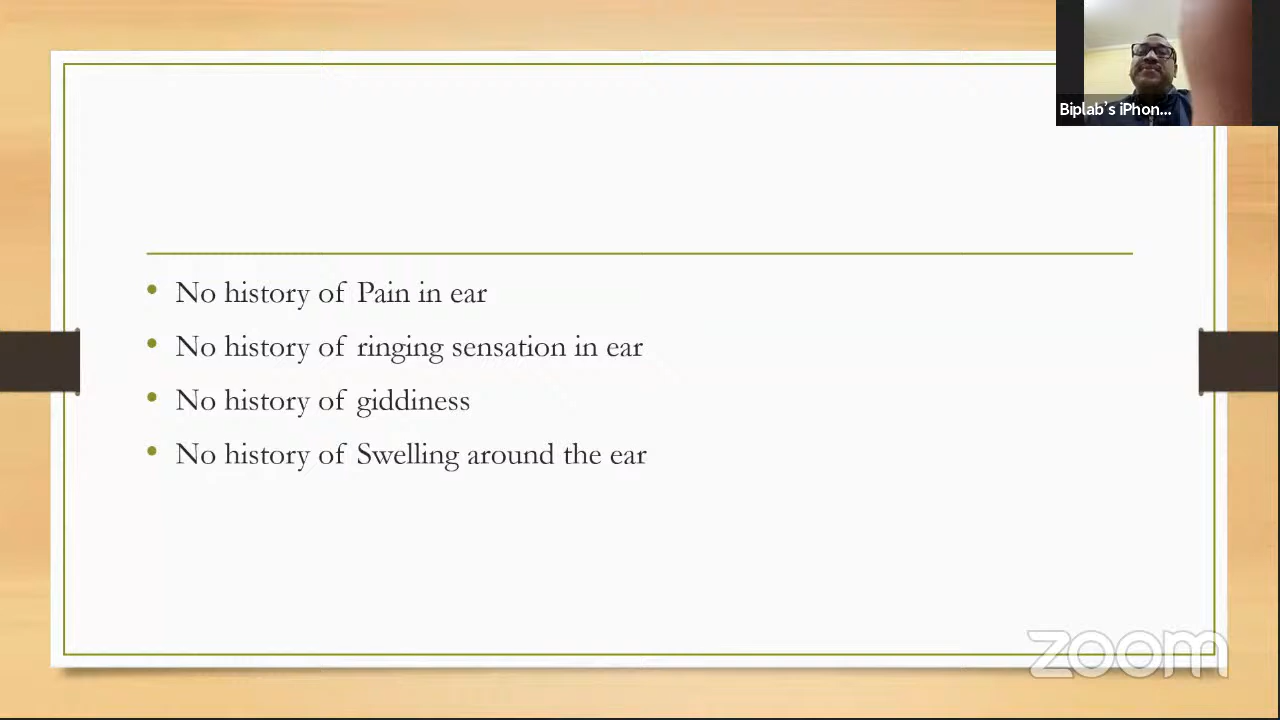 Biplab's iPhon...
• No history of Pain in ear
• No history of ringing sensation in ear
• No history of giddiness
• No history of Swelling around the ear
zoom